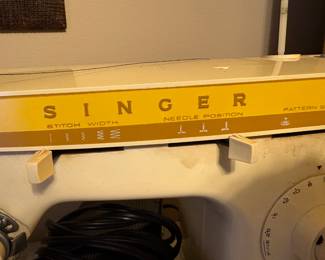 SINGER
STITCH WIDTH
NEEDLE POSITION
PATTERN